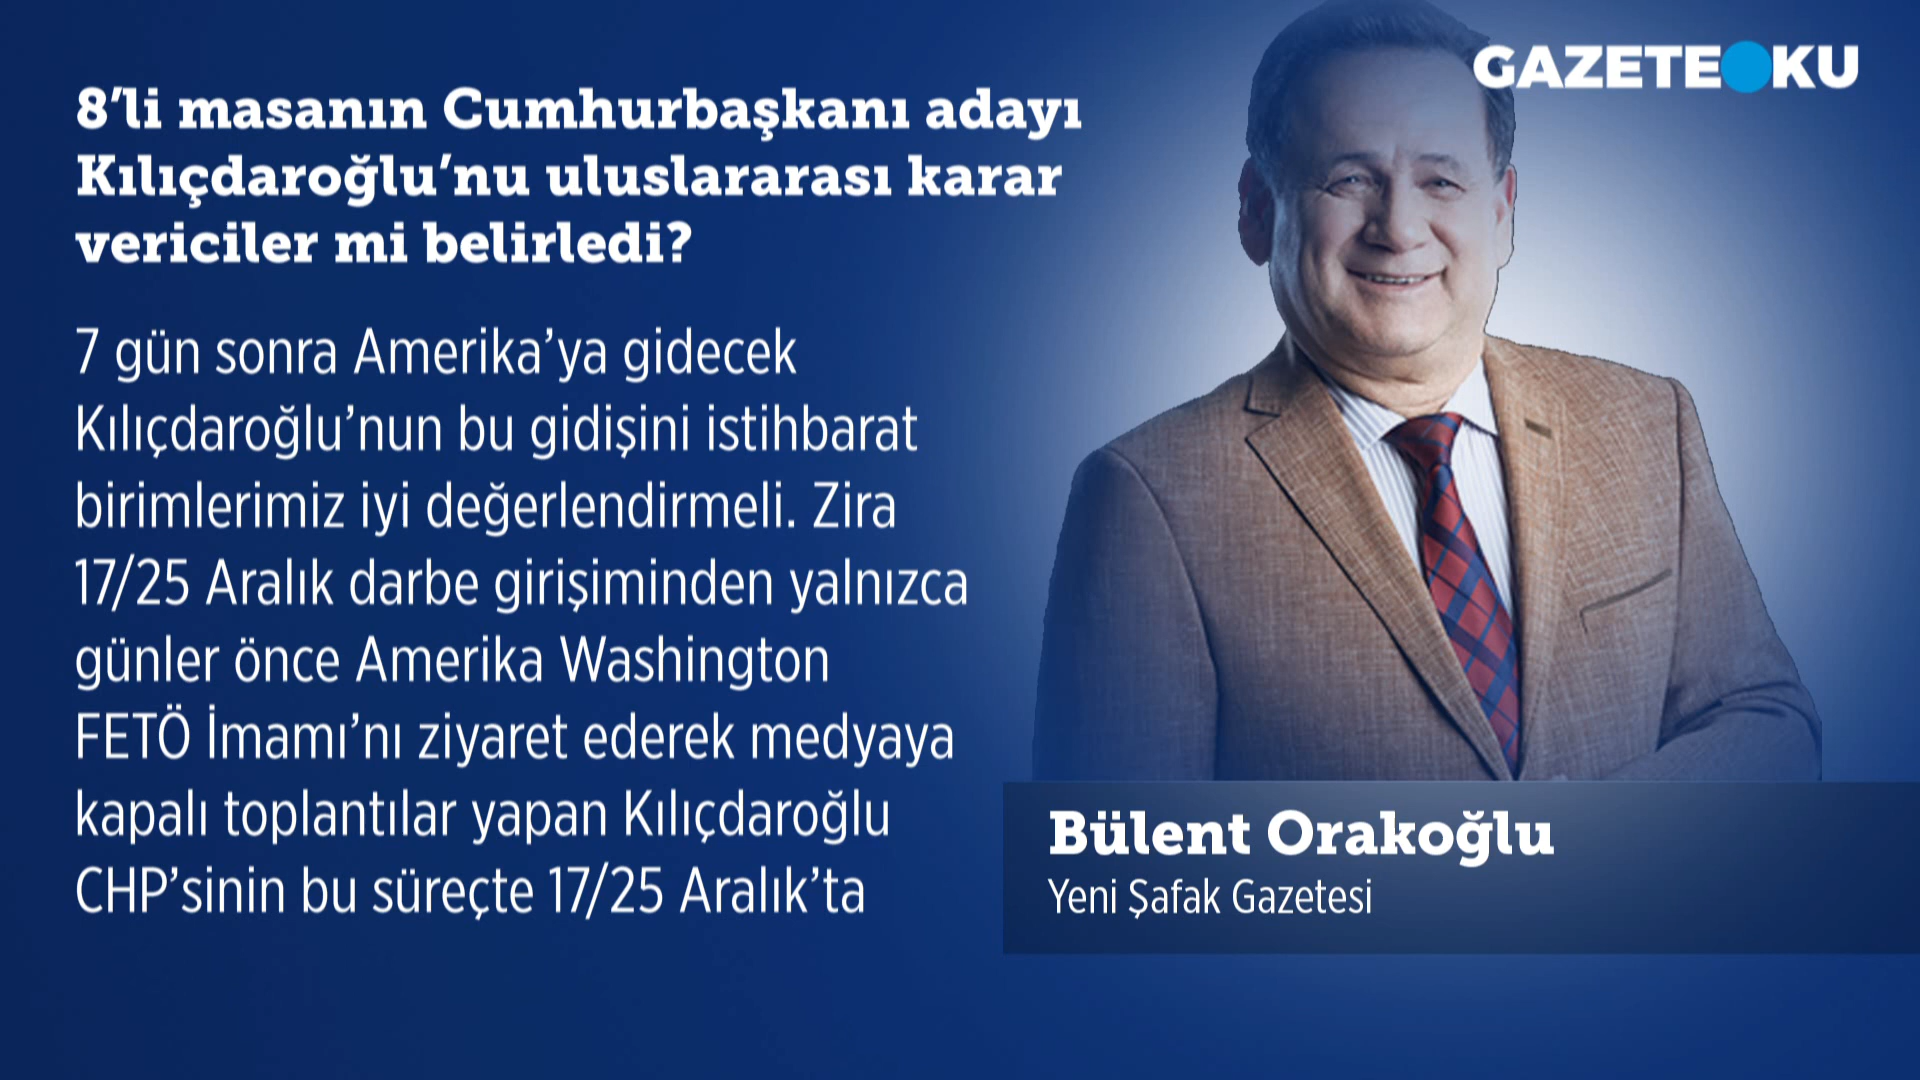 GAZETE KU
8’li masanın Cumhurbaşkanı adayı
Kılıçdaroğlu’nu uluslararası karar
vericiler mi belirledi?
7 gün sonra Amerika’ya gidecek
Kılıçdaroğlu’nun bu gidişini istihbarat
birimlerimiz iyi değerlendirmeli. Zira
17/25 Aralık darbe girişiminden yalnızca
günler önce Amerika Washington
FETÖ İmamı’nı ziyaret ederek medyaya
kapalı toplantılar yapan Kılıçdaroğlu
CHP’sinin bu süreçte 17/25 Aralık’ta
Bülent Orakoğlu
Yeni Şafak Gazetesi